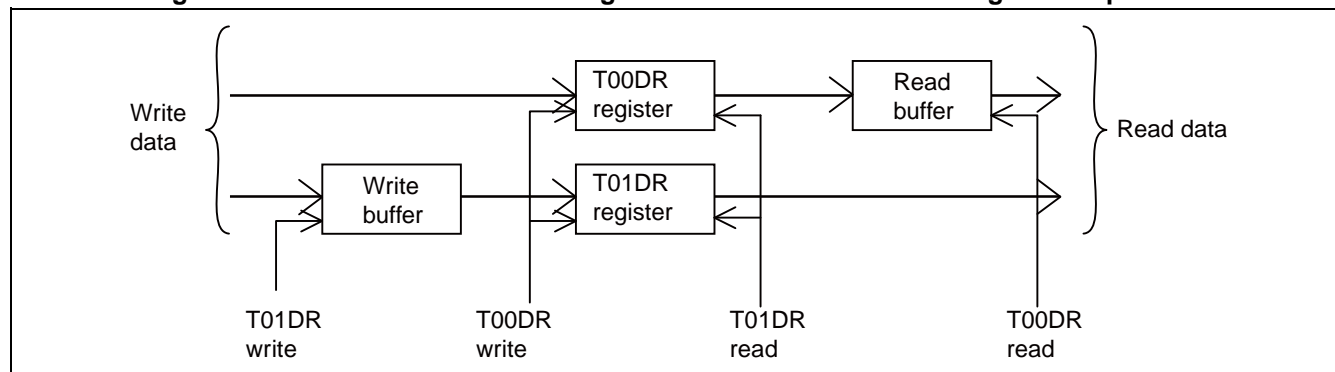 T00DR
register
Read
buffer
Write
data
Read data
Write
buffer
T01DR
register
T01DR
write
T00DR
write
T01DR
read
T00DR
read